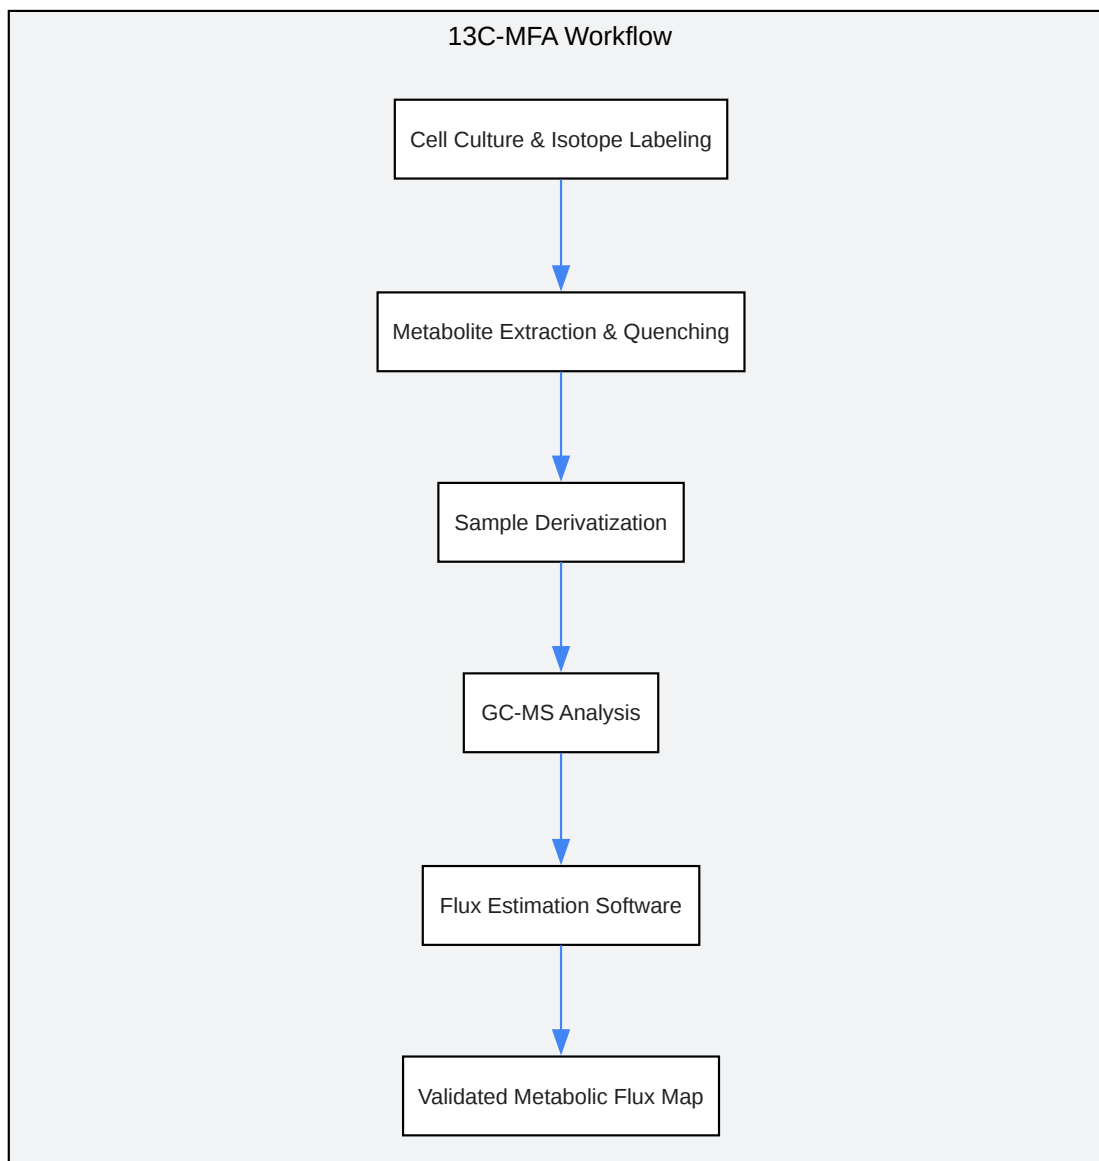 13C-MFA Workflow
Cell Culture & Isotope Labeling
Metabolite Extraction & Quenching
Sample Derivatization
GC-MS Analysis
Flux Estimation Software
Validated Metabolic Flux Map